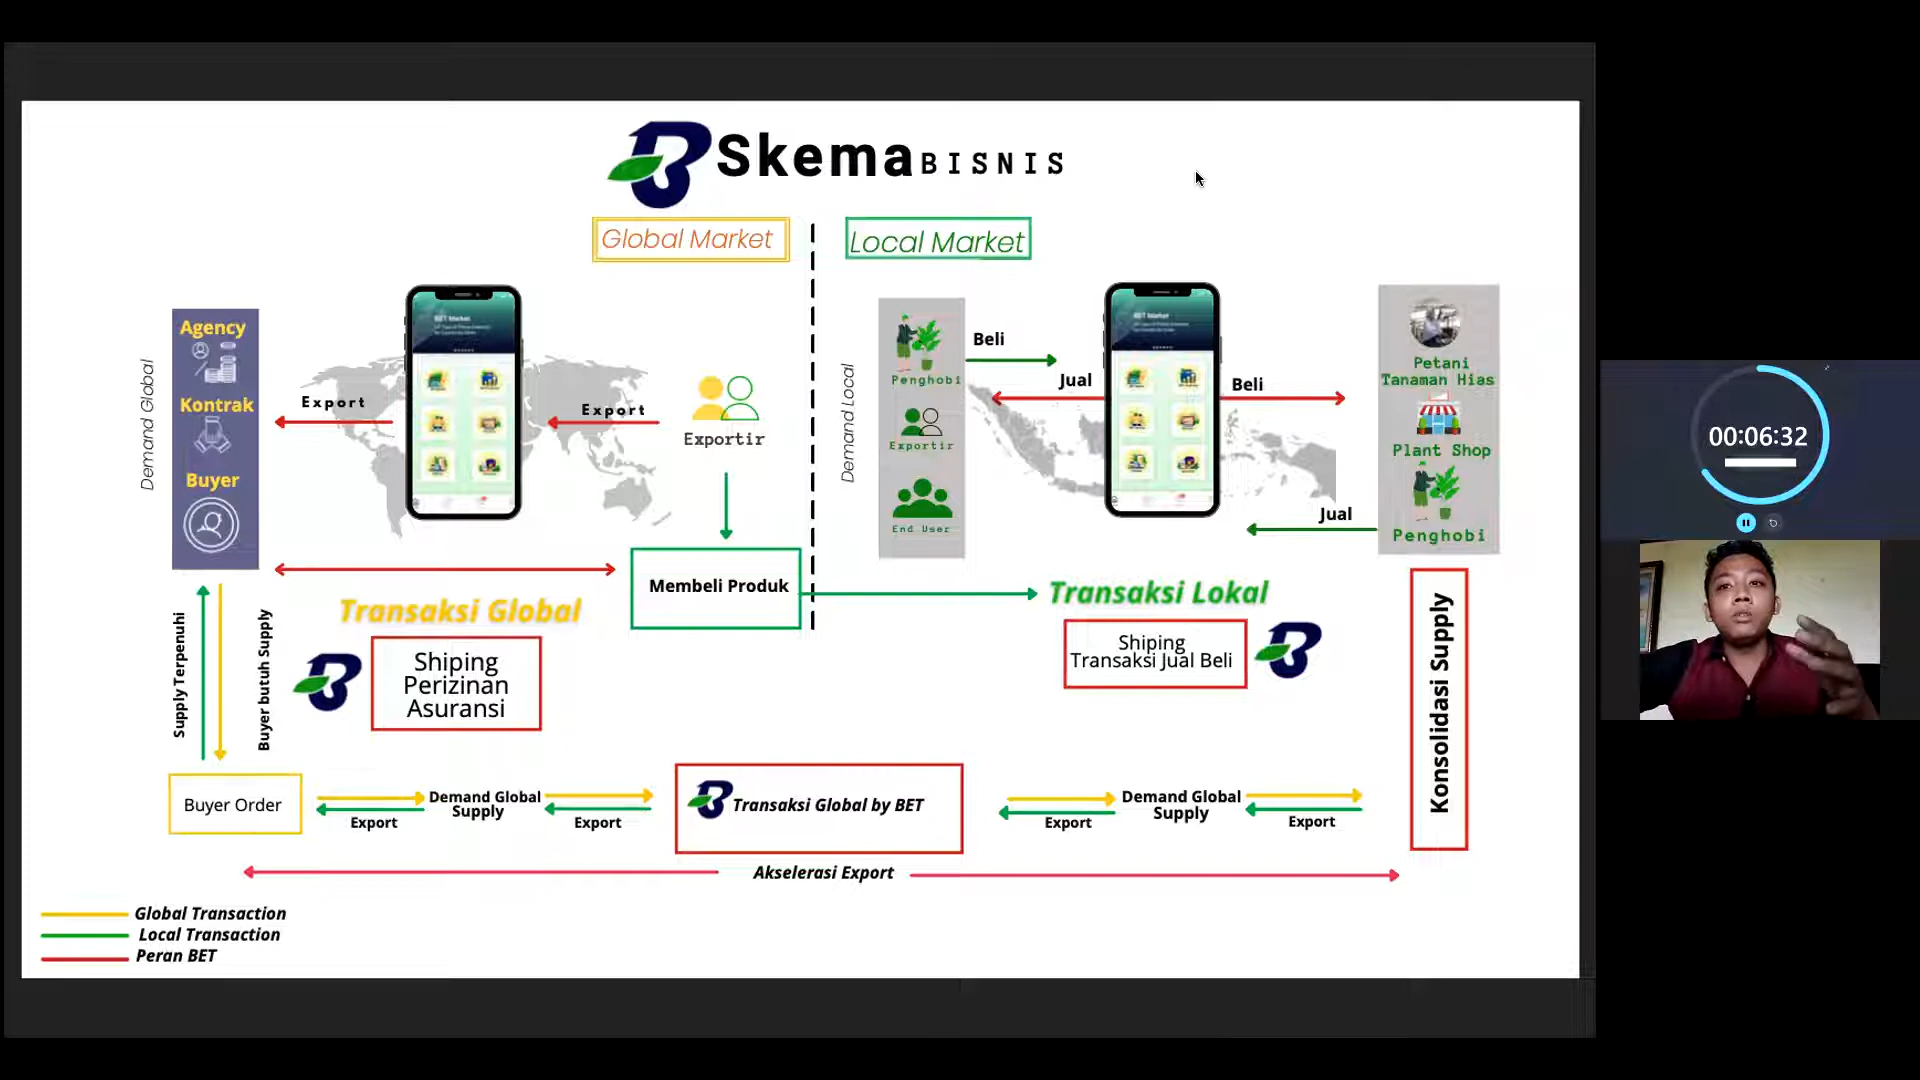 Skema BISNIS
Global Market
Local Market
Demand Global
Agency
Kontrak
Buyer
Export
BET Market
Export
Exportir
Demand Local
Penghobi
Exportir
End User
Beli
Jual
BET Market
Beli
Jual
Petani
Tanaman Hias
Plant Shop
Penghobi
Membeli Produk
Transaksi Global
Shiping
Perizinan
Asuransi
Transaksi Lokal
Shiping
Transaksi Jual Beli
Konsolidasi Supply
Supply Terpenuhi
Buyer butuh Supply
Buyer Order
Demand Global
Supply
Export
Export
Transaksi Global by BET
Demand Global
Supply
Export
Export
Akselerasi Export
Global Transaction
Local Transaction
Peran BET
00:06:32